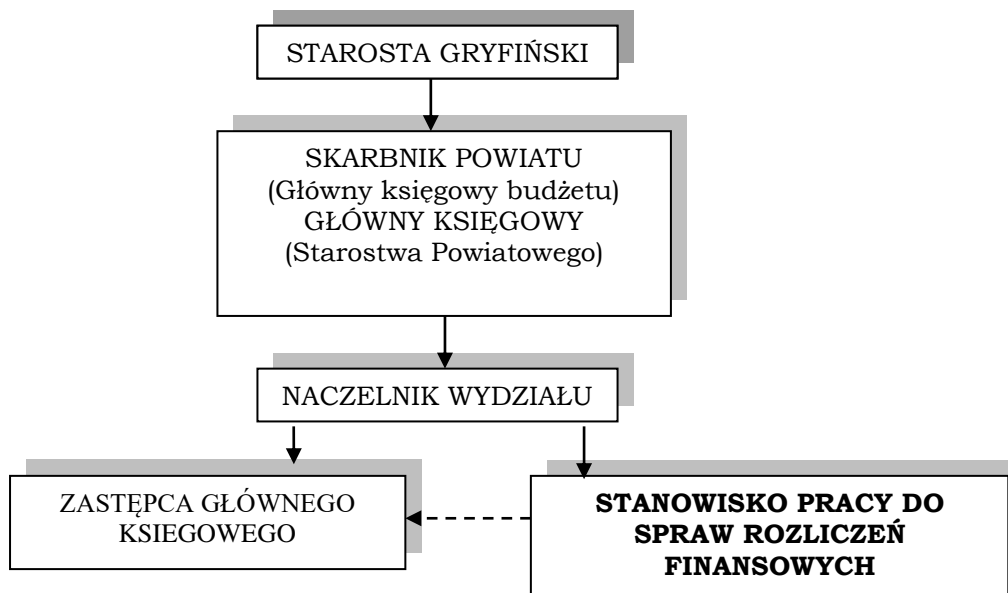 STAROSTA GRYFIŃSKI
SKARBNIK POWIATU
(Główny księgowy budżetu)
GŁÓWNY KSIĘGOWY
(Starostwa Powiatowego)
NACZELNIK WYDZIAŁU
ZASTĘPCA GŁÓWNEGO
KSIEGOWEGO
STANOWISKO PRACY DO
SPRAW ROZLICZEŃ
FINANSOWYCH